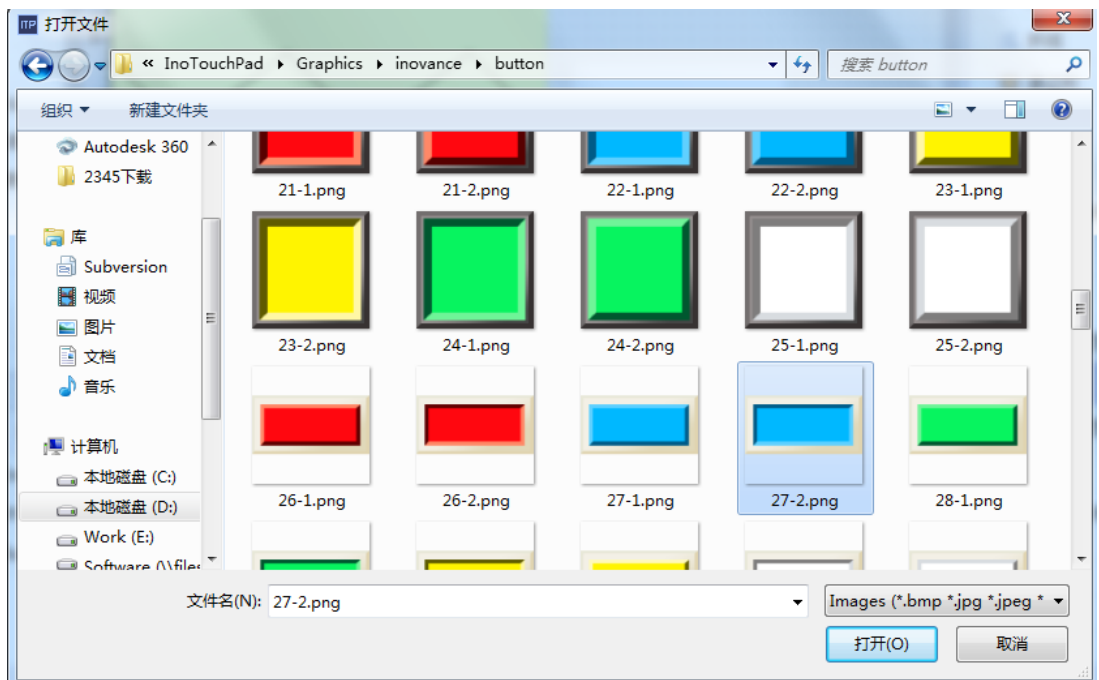 ITP 打开文件
« InoTouchPad ▸ Graphics ▸ inovance ▸ button
搜索 button
组织 新建文件夹
Autodesk 360
2345下载
库
Subversion
视频
图片
文档
音乐
计算机
本地磁盘 (C:)
本地磁盘 (D:)
Work (E:)
Software (\\files
21-1.png 21-2.png 22-1.png 22-2.png 23-1.png
23-2.png 24-1.png 24-2.png 25-1.png 25-2.png
26-1.png 26-2.png 27-1.png 27-2.png 28-1.png
文件名(N): 27-2.png
Images (*.bmp *.jpg *.jpeg *
打开(O) 取消